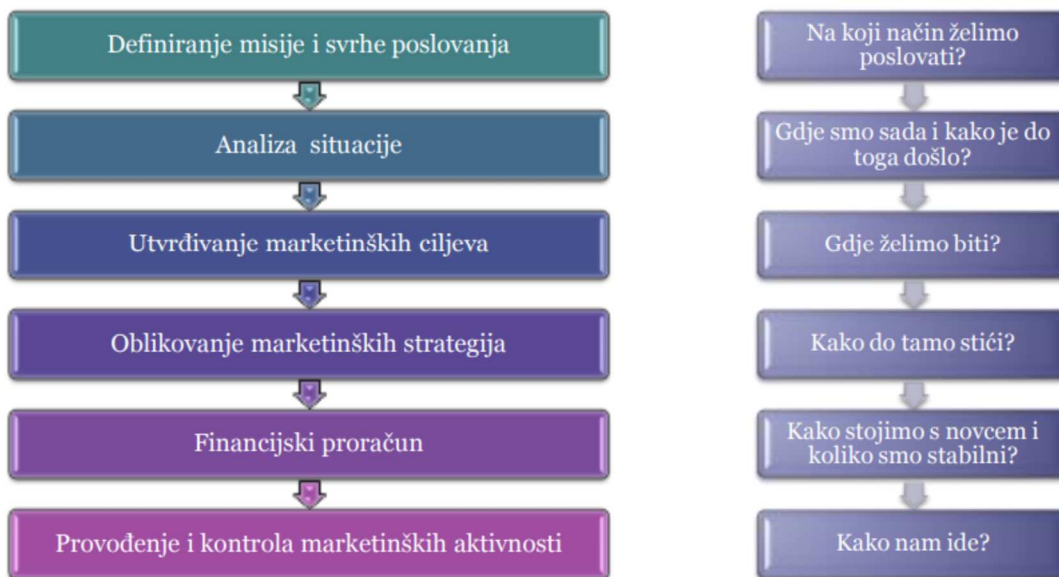 Definiranje misije i svrhe poslovanja
Na koji način želimo
poslovati?
Analiza situacije
Gdje smo sada i kako je do
toga došlo?
Utvrđivanje marketinških ciljeva
Gdje želimo biti?
Oblikovanje marketinških strategija
Kako do tamo stići?
Financijski proračun
Kako stojimo s novcem i
koliko smo stabilni?
Provođenje i kontrola marketinških aktivnosti
Kako nam ide?